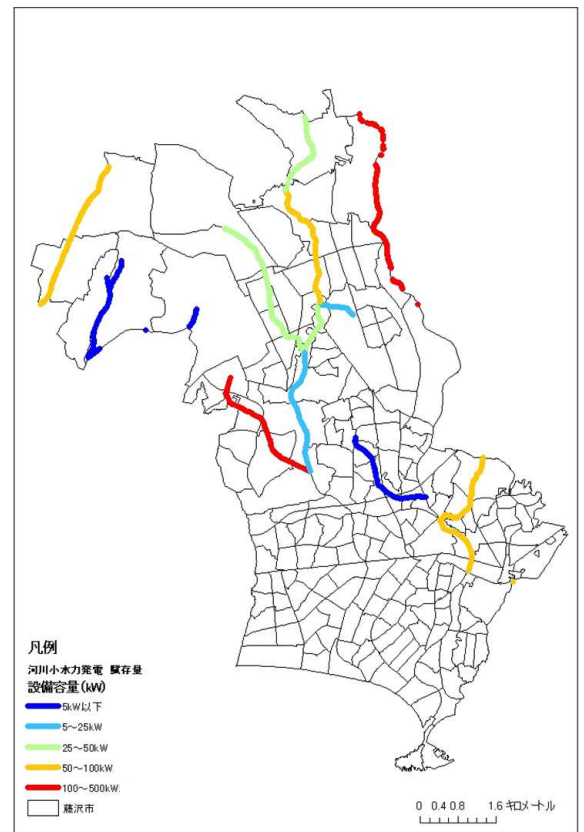 凡例
河川小水力発電 賦存量
設備容量(kW)
5kW以下
5～25kW
25～50kW
50～100kW
100～500kW
藤沢市
0 0.4 0.8 1.6 キロメートル